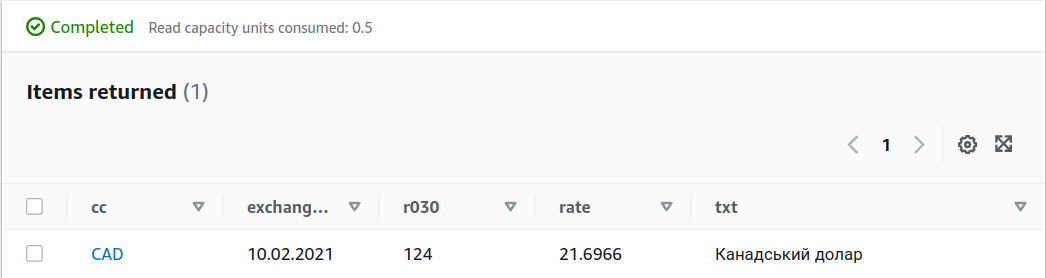 Completed Read capacity units consumed: 0.5
Items returned (1)
1
cc exchang... r030 rate txt
CAD 10.02.2021 124 21.6966 Канадський долар